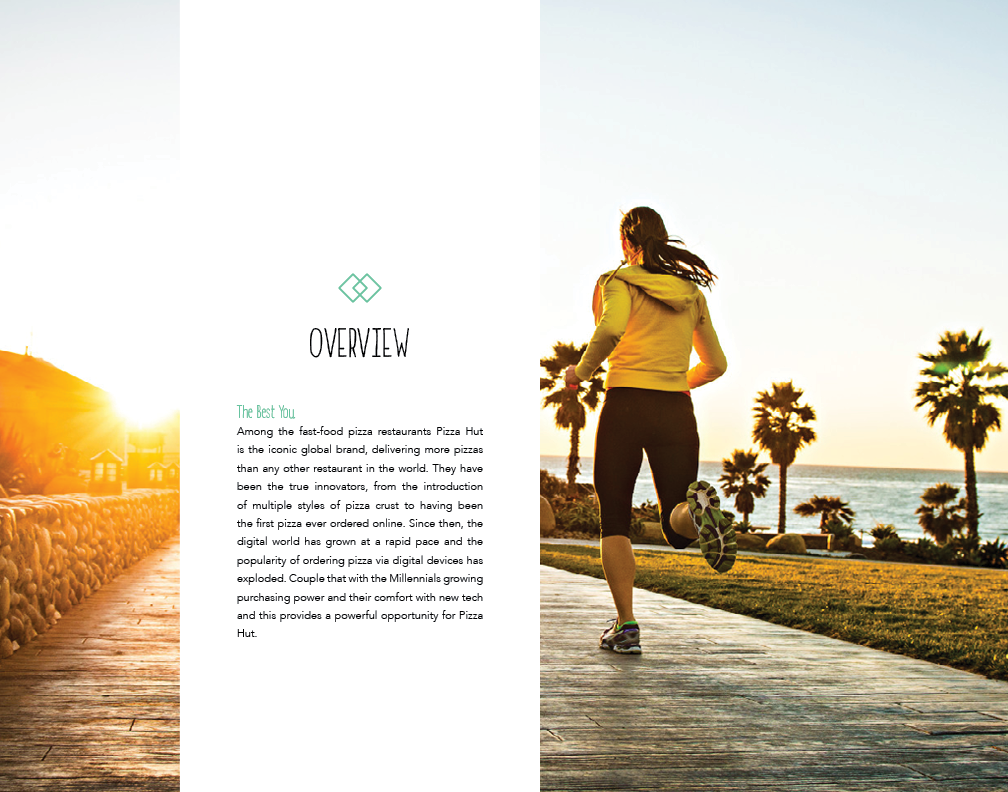 OVERVIEW
The Best You.
Among the fast-food pizza restaurants Pizza Hut
is the iconic global brand, delivering more pizzas
than any other restaurant in the world. They have
been the true innovators, from the introduction
of multiple styles of pizza crust to having been
the first pizza ever ordered online. Since then, the
digital world has grown at a rapid pace and the
popularity of ordering pizza via digital devices has
exploded. Couple that with the Millennials growing
purchasing power and their comfort with new tech
and this provides a powerful opportunity for Pizza
Hut.